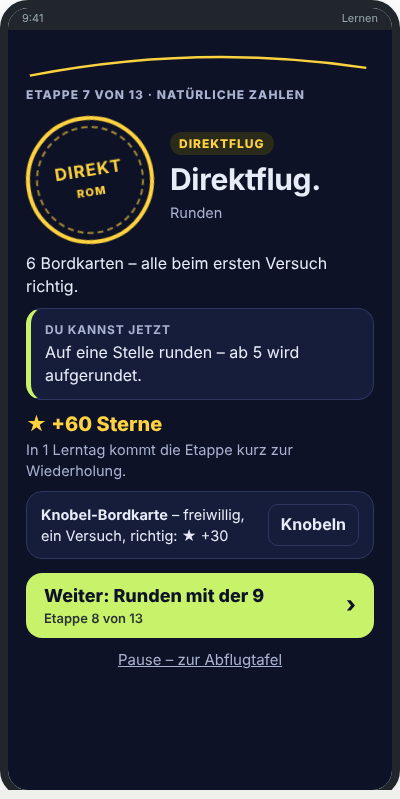 9:41 Lernen
ETAPPE 7 VON 13 · NATÜRLICHE ZAHLEN
DIREKT
ROM
DIREKTFLUG
Direktflug.
Runden
6 Bordkarten – alle beim ersten Versuch
richtig.
DU KANNST JETZT
Auf eine Stelle runden – ab 5 wird
aufgerundet.
★ +60 Sterne
In 1 Lerntag kommt die Etappe kurz zur
Wiederholung.
Knobel-Bordkarte – freiwillig,
ein Versuch, richtig: ★ +30
Knobeln
Weiter: Runden mit der 9
Etappe 8 von 13
›
Pause – zur Abflugtafel